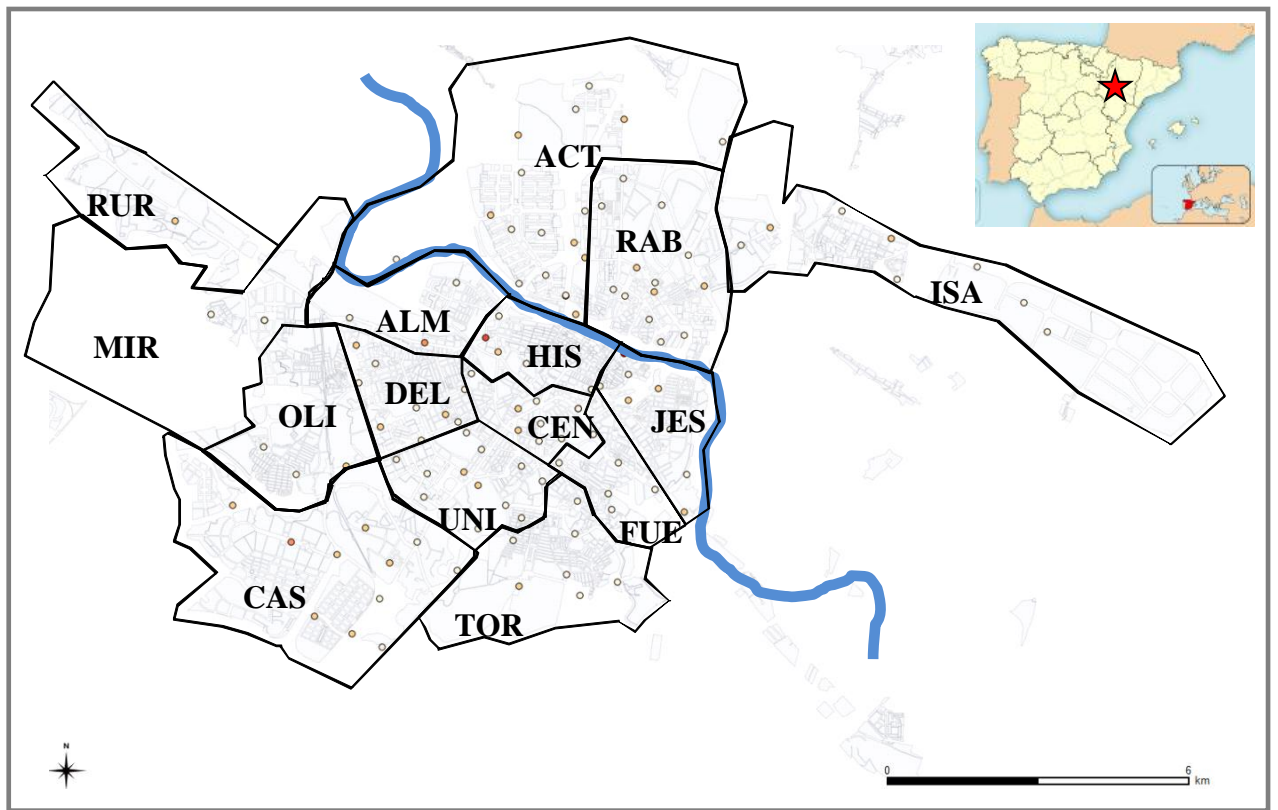 ACT
RUR
RAB
ISA
ALM
MIR
HIS
DEL
OLI
CEN
JES
UNI
FUE
CAS
TOR
N
0
6
km